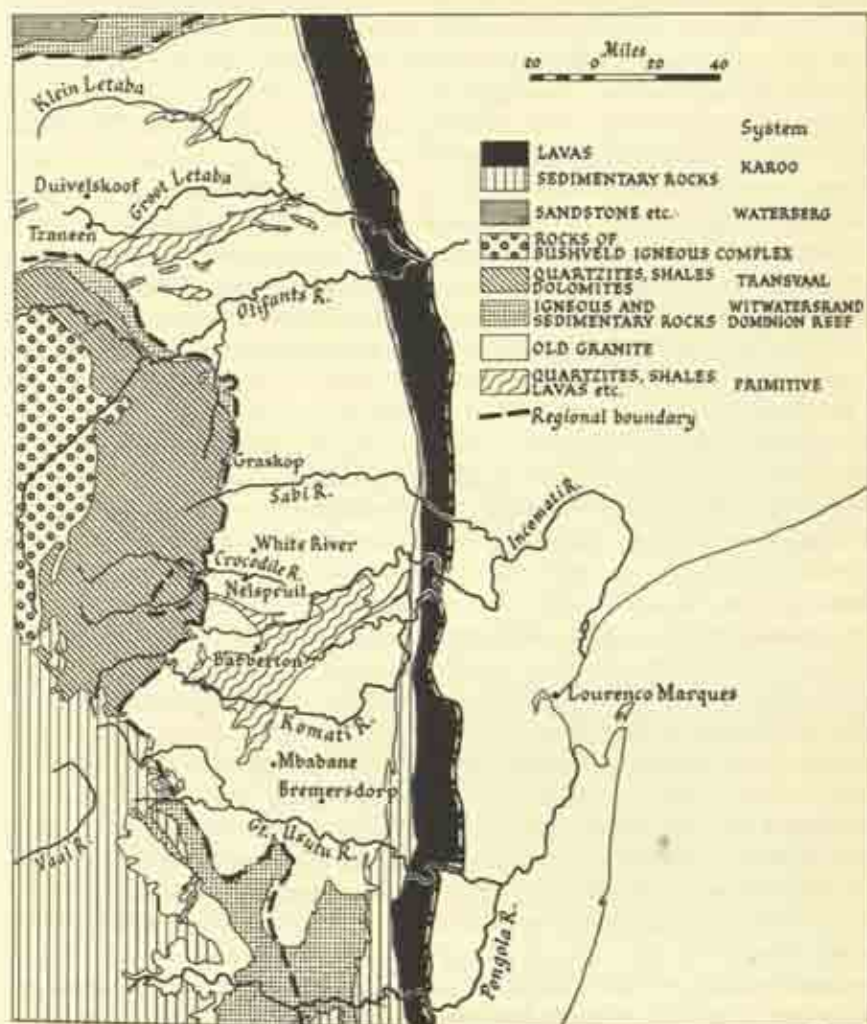 Miles
20 0 20 40
System
LAVAS
SEDIMENTARY ROCKS
KAROO
SANDSTONE etc.
WATERBERG
ROCKS OF
BUSHVELD IGNEOUS COMPLEX
QUARTZITES, SHALES
DOLOMITES
TRANSVAAL
IGNEOUS AND
SEDIMENTARY ROCKS
WITWATERSRAND
DOMINION REEF
OLD GRANITE
QUARTZITES, SHALES
LAVAS etc.
PRIMITIVE
Regional boundary
Klein Letaba
Duivelskoof
Groot Letaba
Traneen
Olifants R.
Graskop
Sabi R.
Incomati R.
White River
Crocodile R.
Nelspruit
Barberton
Lourenco Marques
Komati R.
Mbabane
Bremersdorp
Gt. Usutu R.
Vaal R.
Pongola R.